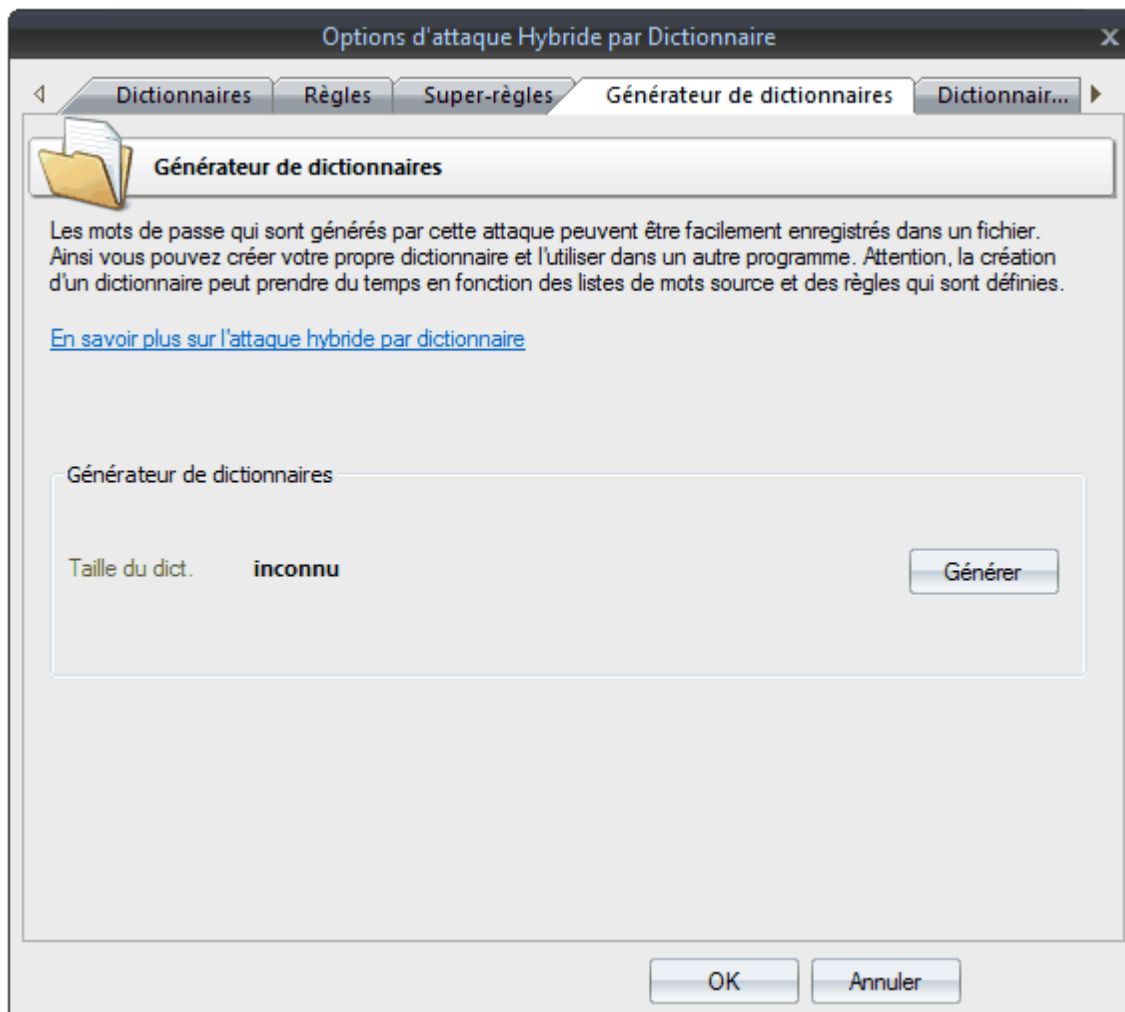 Options d'attaque Hybride par Dictionnaire
Dictionnaires Règles Super-règles Générateur de dictionnaires Dictionnair...
Générateur de dictionnaires
Les mots de passe qui sont générés par cette attaque peuvent être facilement enregistrés dans un fichier.
Ainsi vous pouvez créer votre propre dictionnaire et l'utiliser dans un autre programme. Attention, la création
d'un dictionnaire peut prendre du temps en fonction des listes de mots source et des règles qui sont définies.
En savoir plus sur l'attaque hybride par dictionnaire
Générateur de dictionnaires
Taille du dict. inconnu Générer
OK Annuler